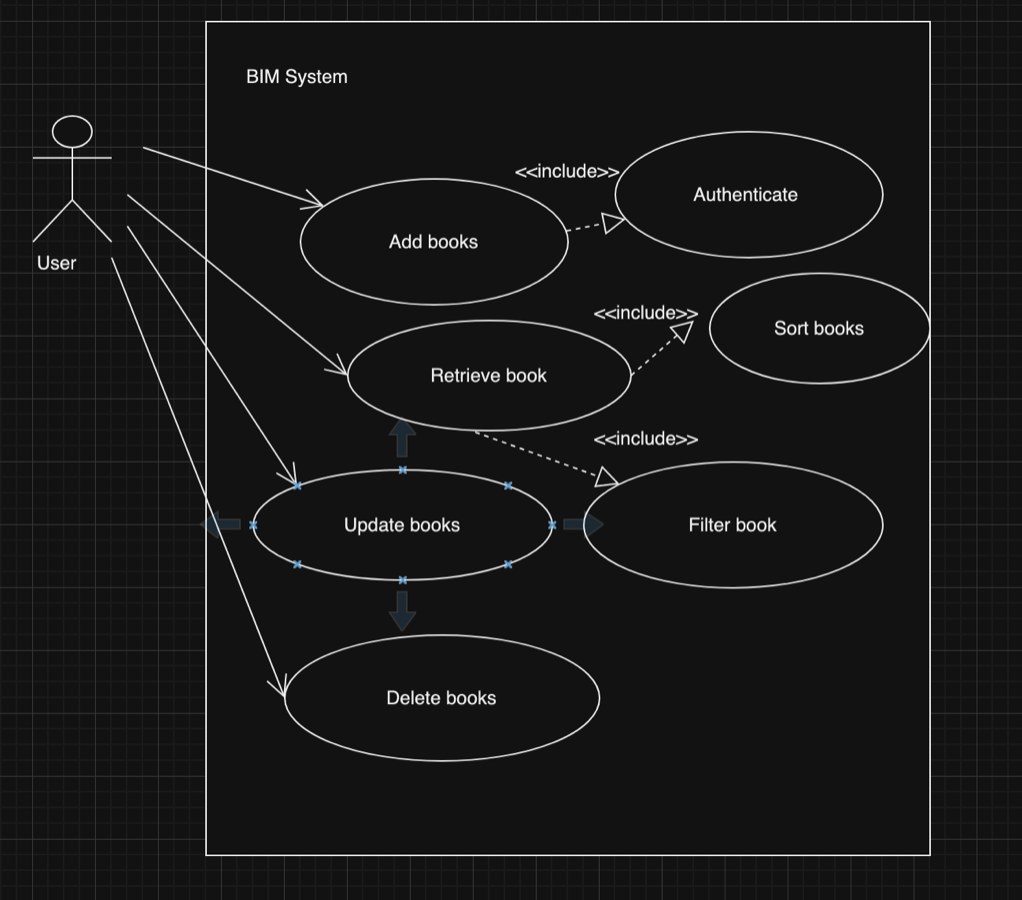 BIM System
<<include>>
Authenticate
Add books
User
<<include>>
Sort books
Retrieve book
<<include>>
Update books
Filter book
Delete books